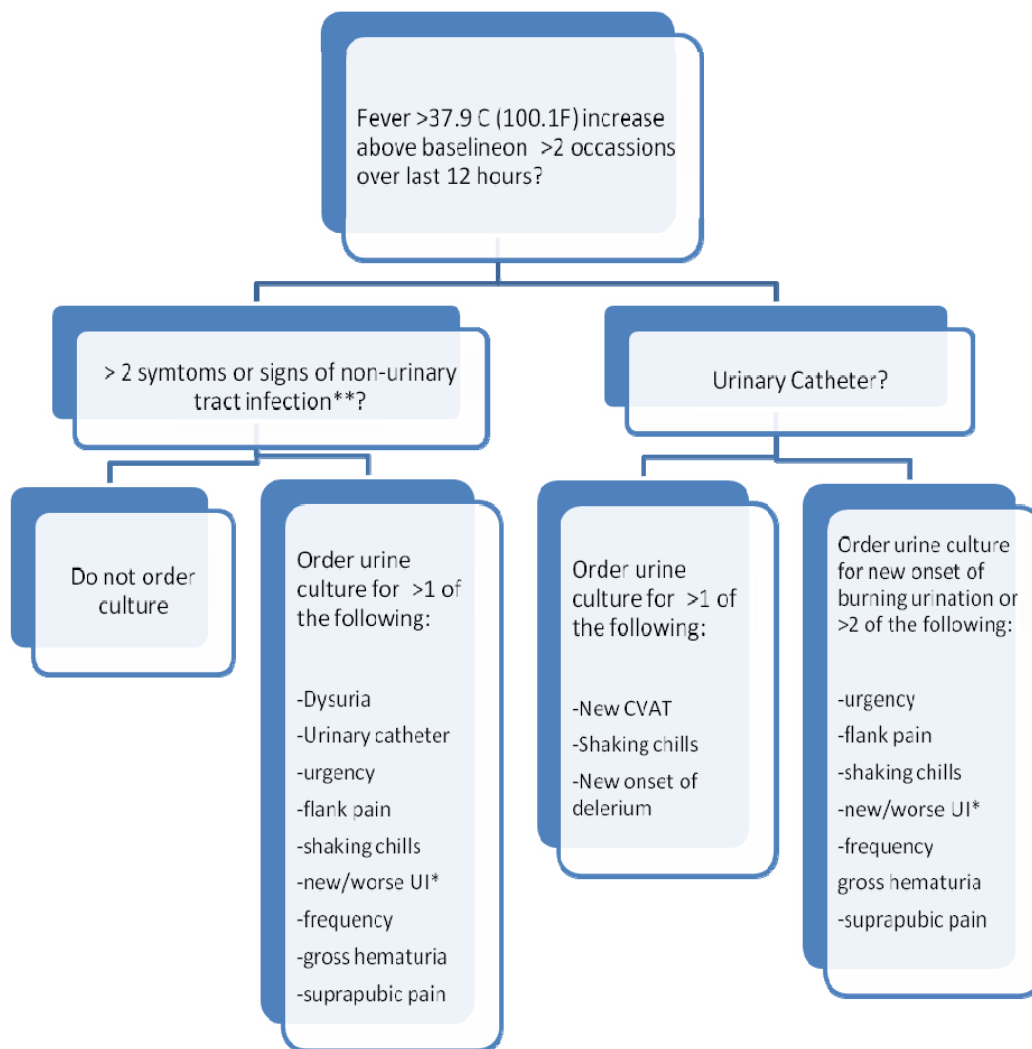 Fever >37.9 C (100.1F) increase
above baselineon >2 occassions
over last 12 hours?
> 2 symtoms or signs of non-urinary
tract infection**?
Urinary Catheter?
Do not order
culture
Order urine
culture for >1 of
the following:
-Dysuria
-Urinary catheter
-urgency
-flank pain
-shaking chills
-new/worse UI*
-frequency
-gross hematuria
-suprapubic pain
Order urine
culture for >1 of
the following:
-New CVAT
-Shaking chills
-New onset of
delerium
Order urine culture
for new onset of
burning urination or
>2 of the following:
-urgency
-flank pain
-shaking chills
-new/worse UI*
-frequency
gross hematuria
-suprapubic pain